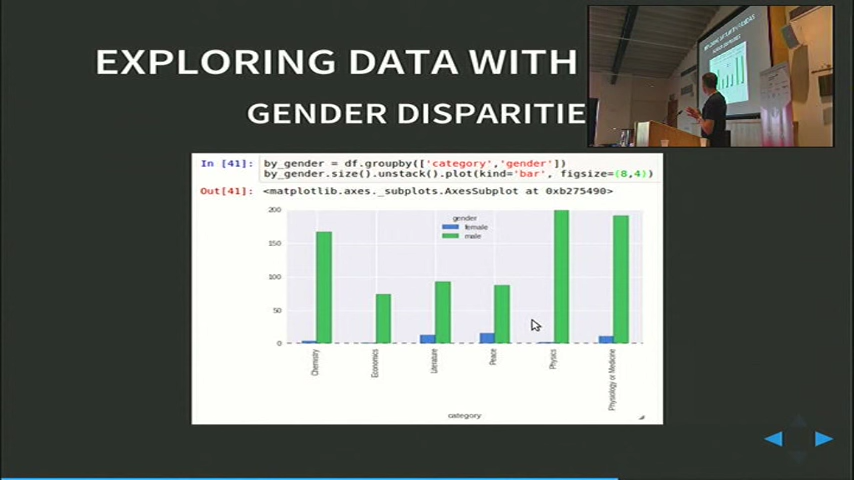 EXPLORING DATA WITH
GENDER DISPARITIE
In [41]: by_gender = df.groupby(['category','gender'])
by_gender.size().unstack().plot(kind='bar', figsize=(8,4))
Out[41]: <matplotlib.axes._subplots.AxesSubplot at 0xb275490>
gender
female
male
200
150
100
50
0
Chemistry
Economics
Literature
Peace
Physics
Physiology or Medicine
category